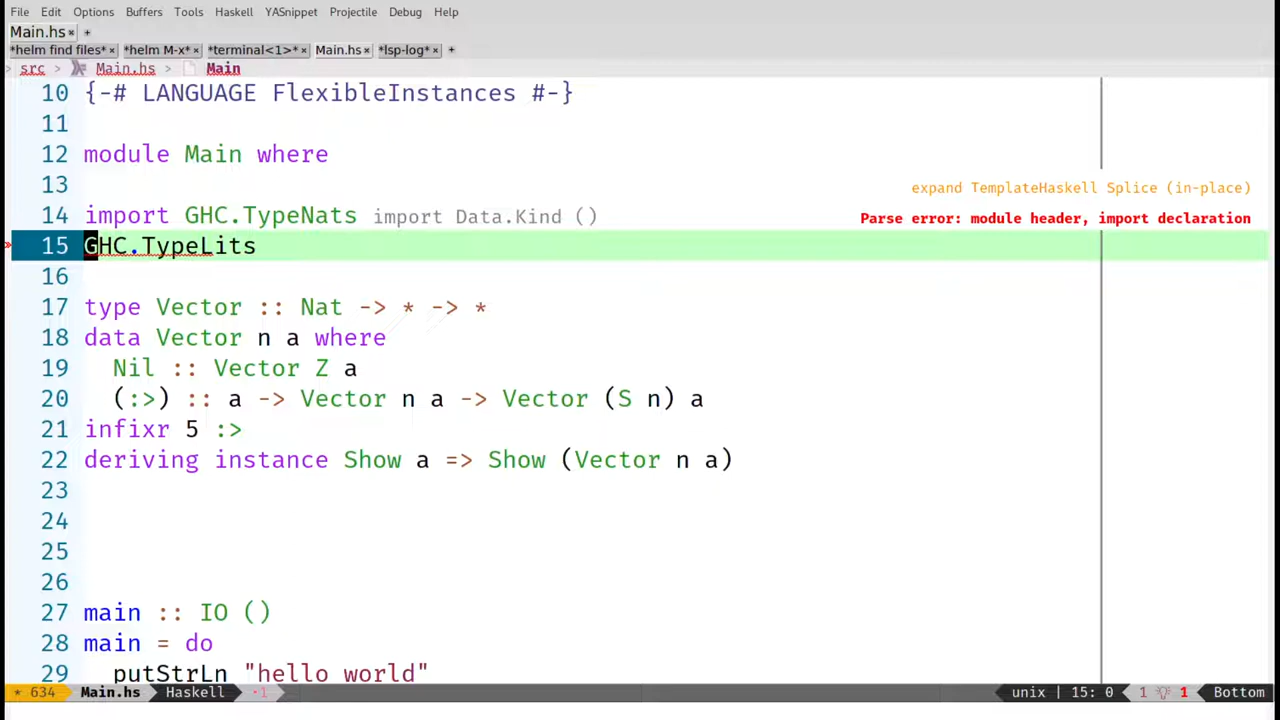 File Edit Options Buffers Tools Haskell YASnippet Projectile Debug Help
Main.hs × +
*helm find files* × *helm M-x* × *terminal<1>* × Main.hs × *lsp-log* × +
> src > Main.hs > Main
10 {-# LANGUAGE FlexibleInstances #-}
11
12 module Main where
13
expand TemplateHaskell Splice (in-place)
14 import GHC.TypeNats import Data.Kind ()
Parse error: module header, import declaration
15 GHC.TypeLits
16
17 type Vector :: Nat -> * -> *
18 data Vector n a where
19 Nil :: Vector Z a
20 (:>) :: a -> Vector n a -> Vector (S n) a
21 infixr 5 :>
22 deriving instance Show a => Show (Vector n a)
23
24
25
26
27 main :: IO ()
28 main = do
29 putStrLn "hello world"
* 634 Main.hs Haskell ·1 unix | 15: 0 1 1 Bottom